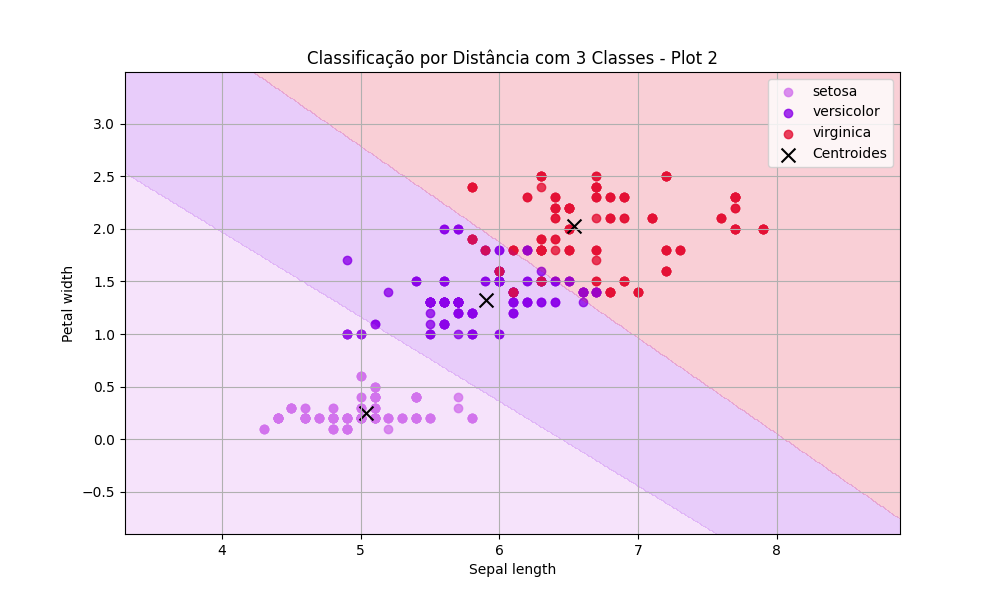 Classificação por Distância com 3 Classes - Plot 2
setosa
versicolor
virginica
Centroides
Petal width
3.0
2.5
2.0
1.5
1.0
0.5
0.0
−0.5
4 5 6 7 8
Sepal length